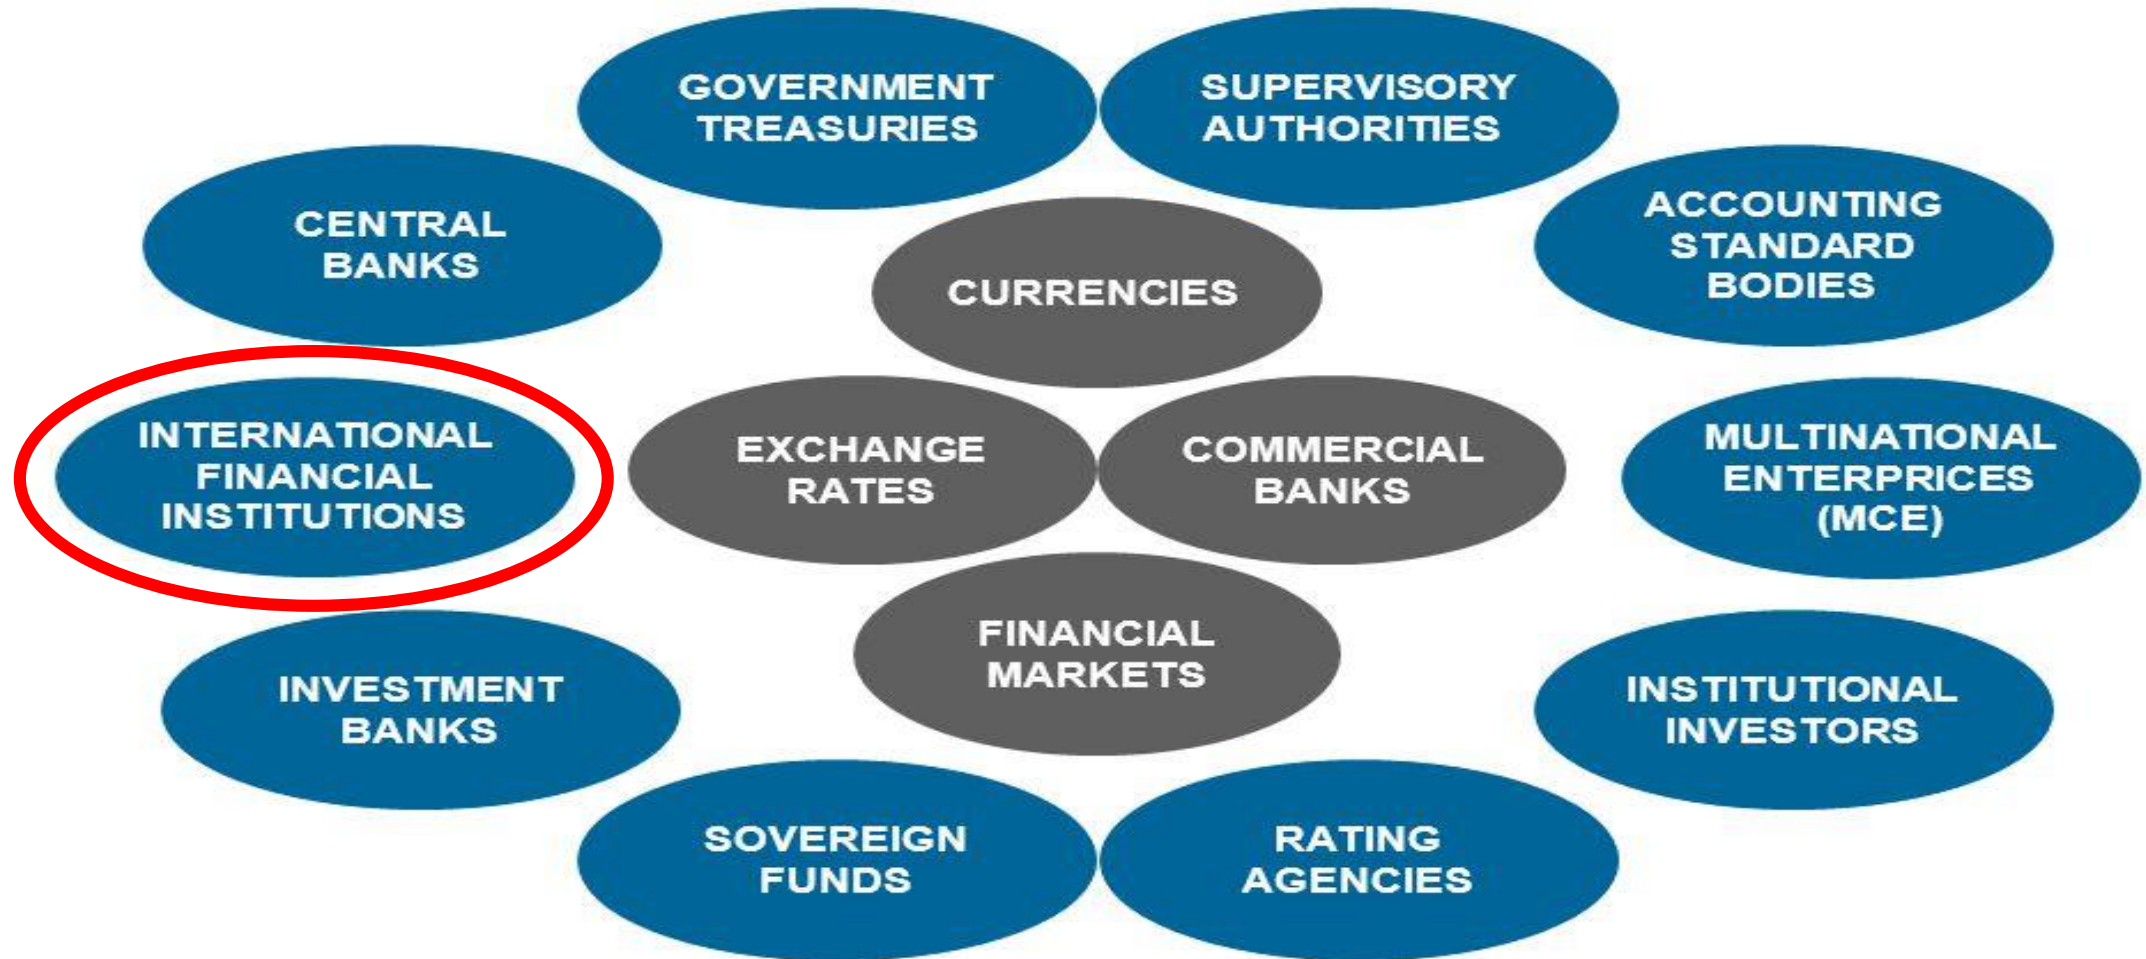 GOVERNMENT
TREASURIES
SUPERVISORY
AUTHORITIES
CENTRAL
BANKS
ACCOUNTING
STANDARD
BODIES
CURRENCIES
INTERNATIONAL
FINANCIAL
INSTITUTIONS
EXCHANGE
RATES
COMMERCIAL
BANKS
MULTINATIONAL
ENTERPRICES
(MCE)
FINANCIAL
MARKETS
INVESTMENT
BANKS
INSTITUTIONAL
INVESTORS
SOVEREIGN
FUNDS
RATING
AGENCIES